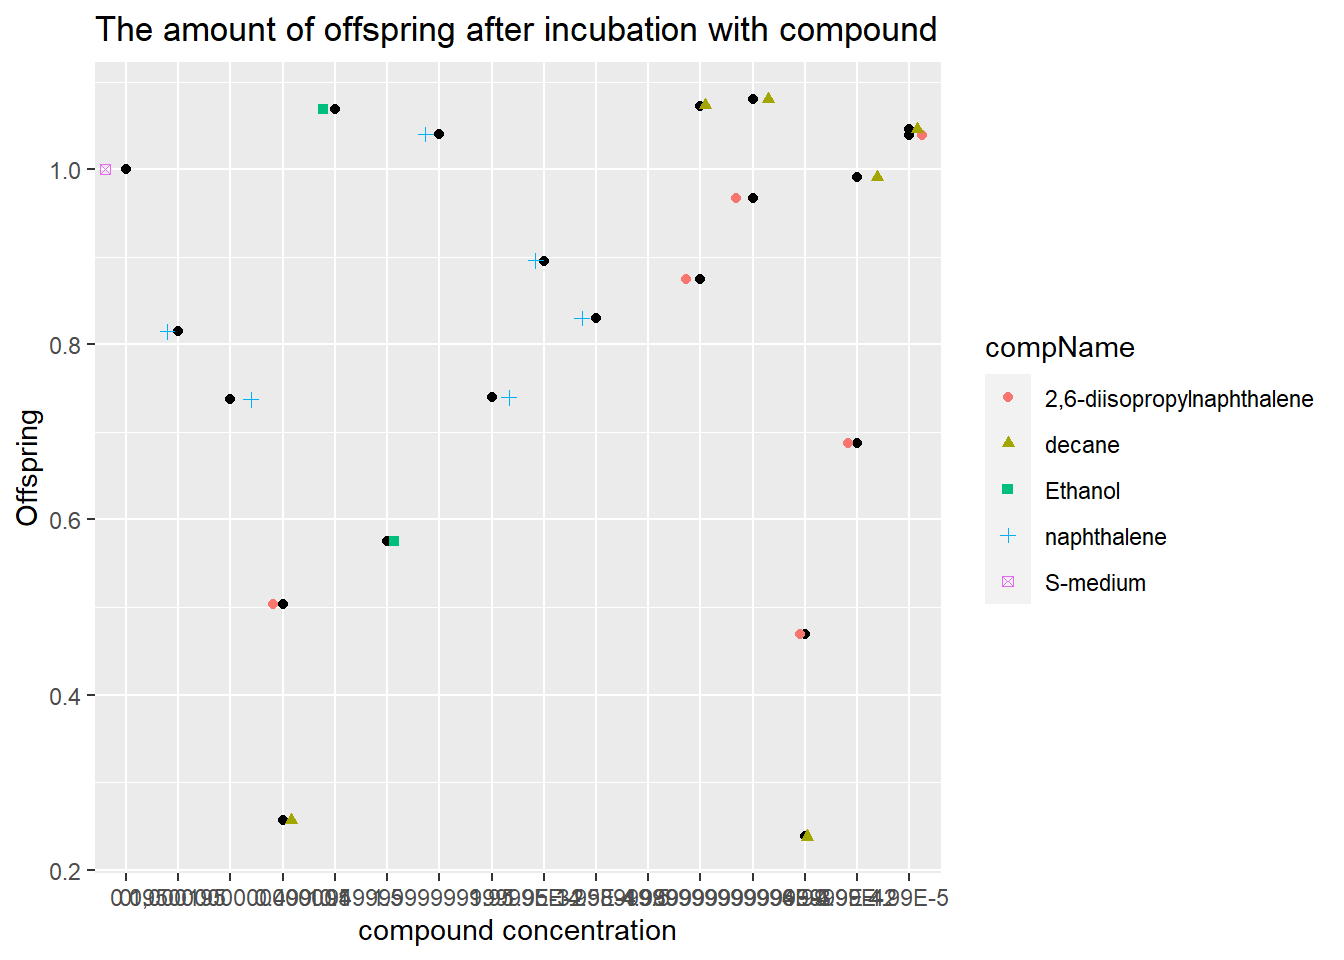 The amount of offspring after incubation with compound
Offspring
1.0
0.8
0.6
0.4
0.2
compound concentration
compName
2,6-diisopropylnaphthalene
decane
Ethanol
naphthalene
S-medium